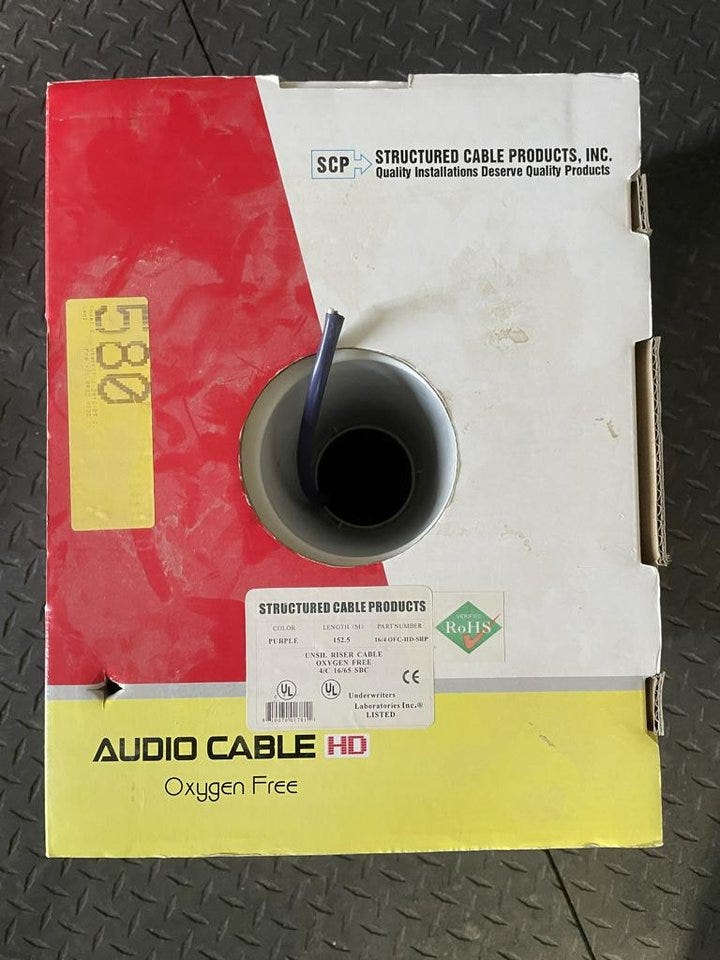 SCP
STRUCTURED CABLE PRODUCTS, INC.
Quality Installations Deserve Quality Products
580
STRUCTURED CABLE PRODUCTS
COLOR LENGTH (M) PART NUMBER
PURPLE 152.5 16/4 OFC-HD-SHP
UNSH. RISER CABLE
OXYGEN FREE
4/C 16/65 SBC
CE
UL UL Underwriters
Laboratories Inc.®
LISTED
VERIFIED
RoHS
AUDIO CABLE HD
Oxygen Free